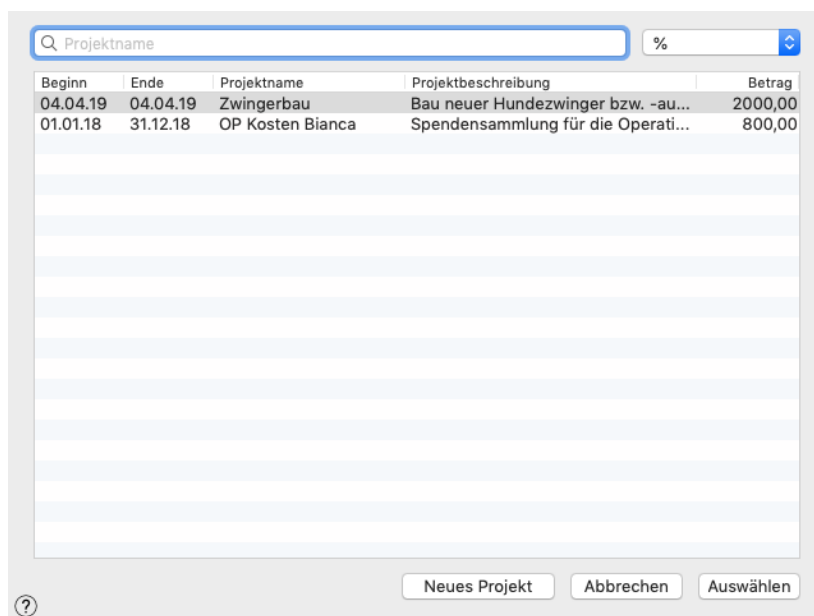 Projektname %
Beginn Ende Projektname Projektbeschreibung Betrag
04.04.19 04.04.19 Zwingerbau Bau neuer Hundezwinger bzw. -au... 2000,00
01.01.18 31.12.18 OP Kosten Bianca Spendensammlung für die Operati... 800,00
Neues Projekt Abbrechen Auswählen
?